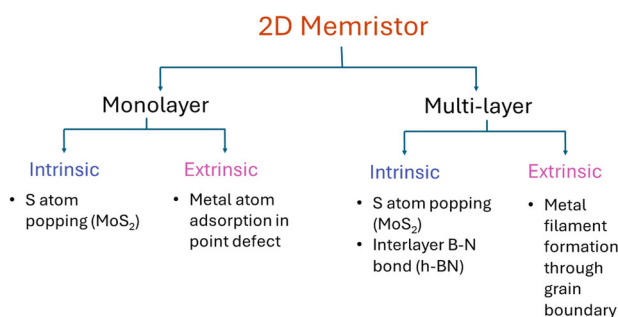 2D Memristor
Monolayer
Multi-layer
Intrinsic
• S atom
popping (MoS₂)
Extrinsic
• Metal atom
adsorption in
point defect
Intrinsic
• S atom popping
(MoS₂)
• Interlayer B-N
bond (h-BN)
Extrinsic
• Metal
filament
formation
through
grain
boundary